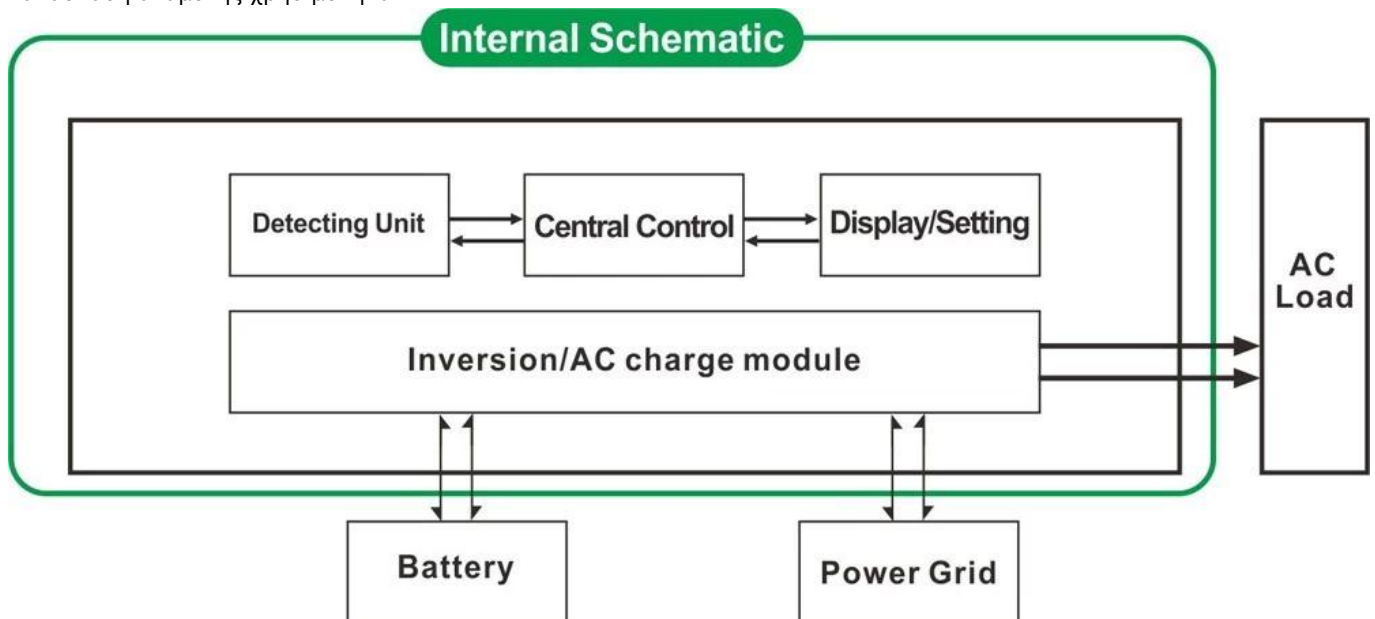 Internal Schematic
Detecting Unit
Central Control
Display/Setting
AC
Load
Inversion/AC charge module
Battery
Power Grid